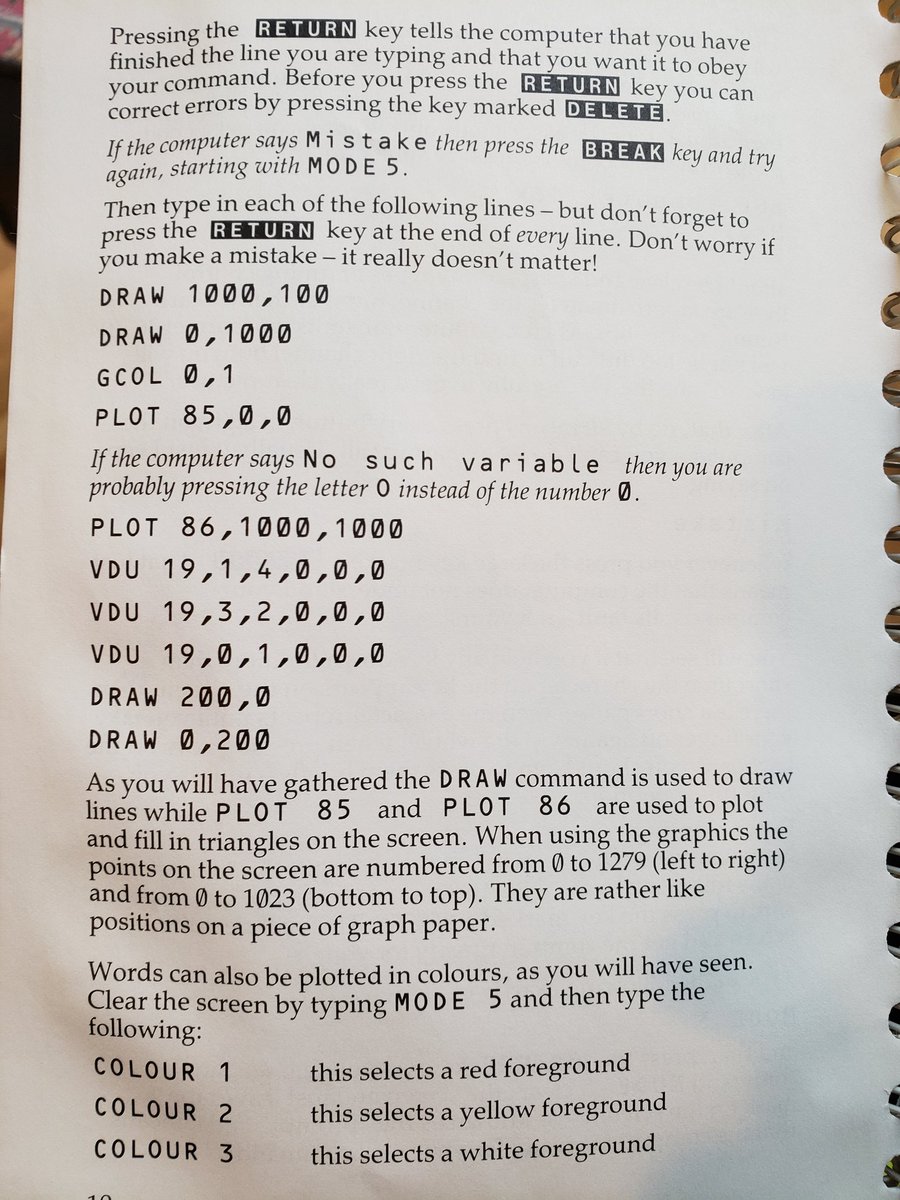 Pressing the RETURN key tells the computer that you have
finished the line you are typing and that you want it to obey
your command. Before you press the RETURN key you can
correct errors by pressing the key marked DELETE.
If the computer says Mistake then press the BREAK key and try
again, starting with MODE 5.
Then type in each of the following lines – but don't forget to
press the RETURN key at the end of every line. Don't worry if
you make a mistake – it really doesn't matter!
DRAW 1000,100
DRAW 0,1000
GCOL 0,1
PLOT 85,0,0
If the computer says No such variable then you are
probably pressing the letter O instead of the number 0.
PLOT 86,1000,1000
VDU 19,1,4,0,0,0
VDU 19,3,2,0,0,0
VDU 19,0,1,0,0,0
DRAW 200,0
DRAW 0,200
As you will have gathered the DRAW command is used to draw
lines while PLOT 85 and PLOT 86 are used to plot
and fill in triangles on the screen. When using the graphics the
points on the screen are numbered from 0 to 1279 (left to right)
and from 0 to 1023 (bottom to top). They are rather like
positions on a piece of graph paper.
Words can also be plotted in colours, as you will have seen.
Clear the screen by typing MODE 5 and then type the
following:
COLOUR 1 this selects a red foreground
COLOUR 2 this selects a yellow foreground
COLOUR 3 this selects a white foreground